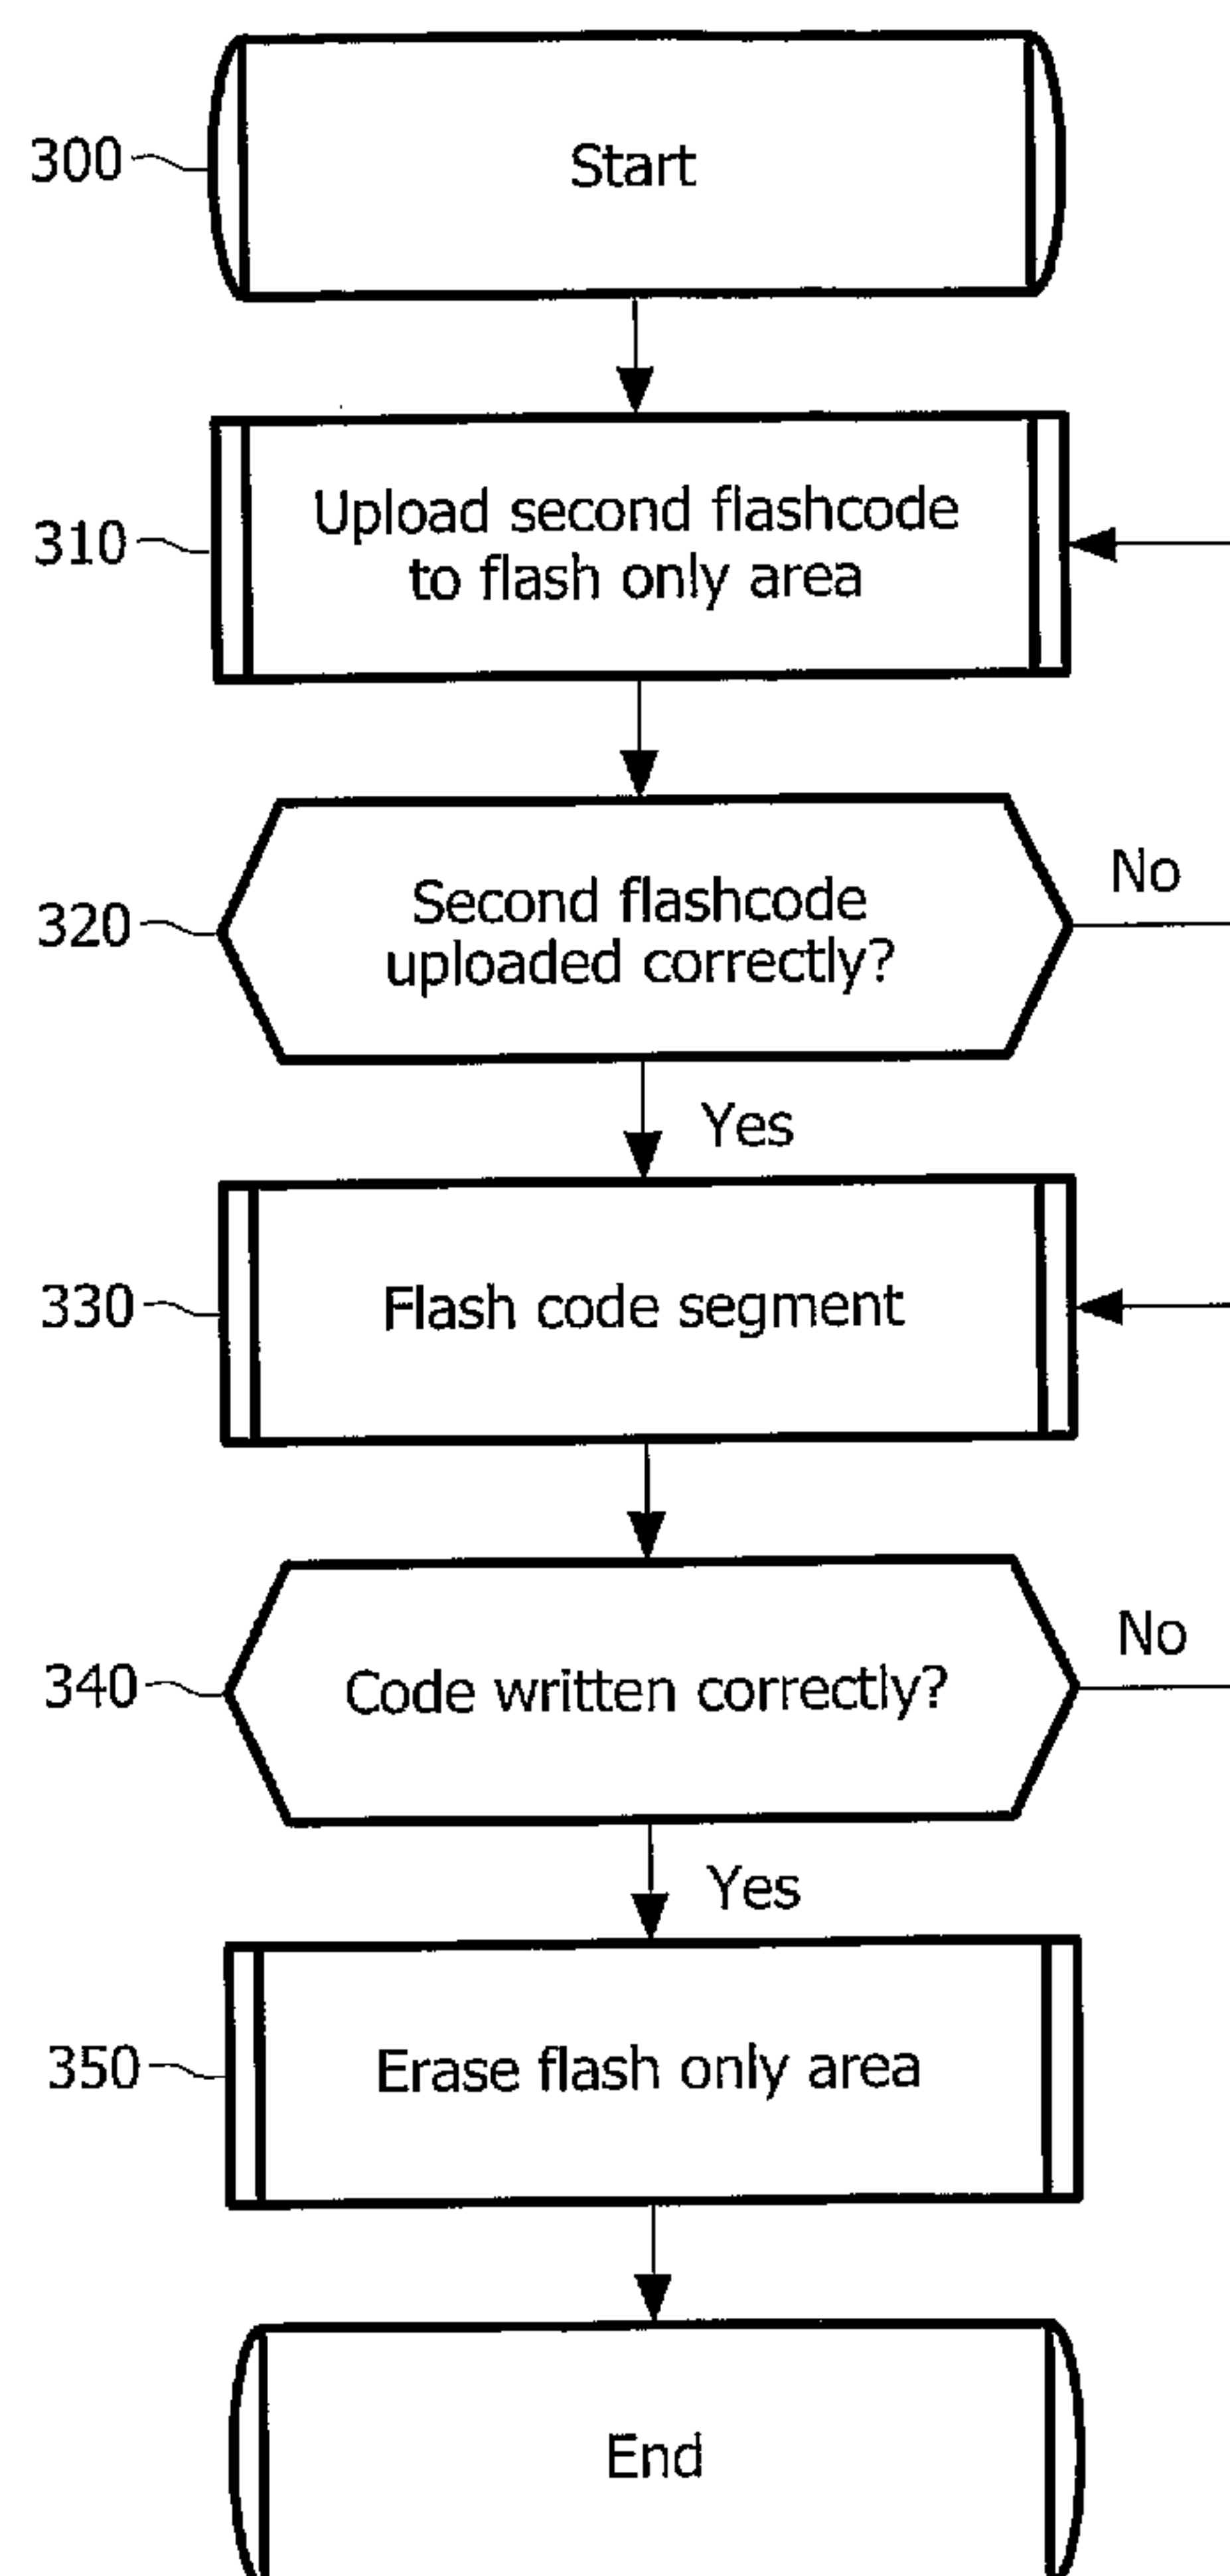 300
Start
310
Upload second flashcode
to flash only area
320
Second flashcode
uploaded correctly?
No
Yes
330
Flash code segment
340
Code written correctly?
No
Yes
350
Erase flash only area
End